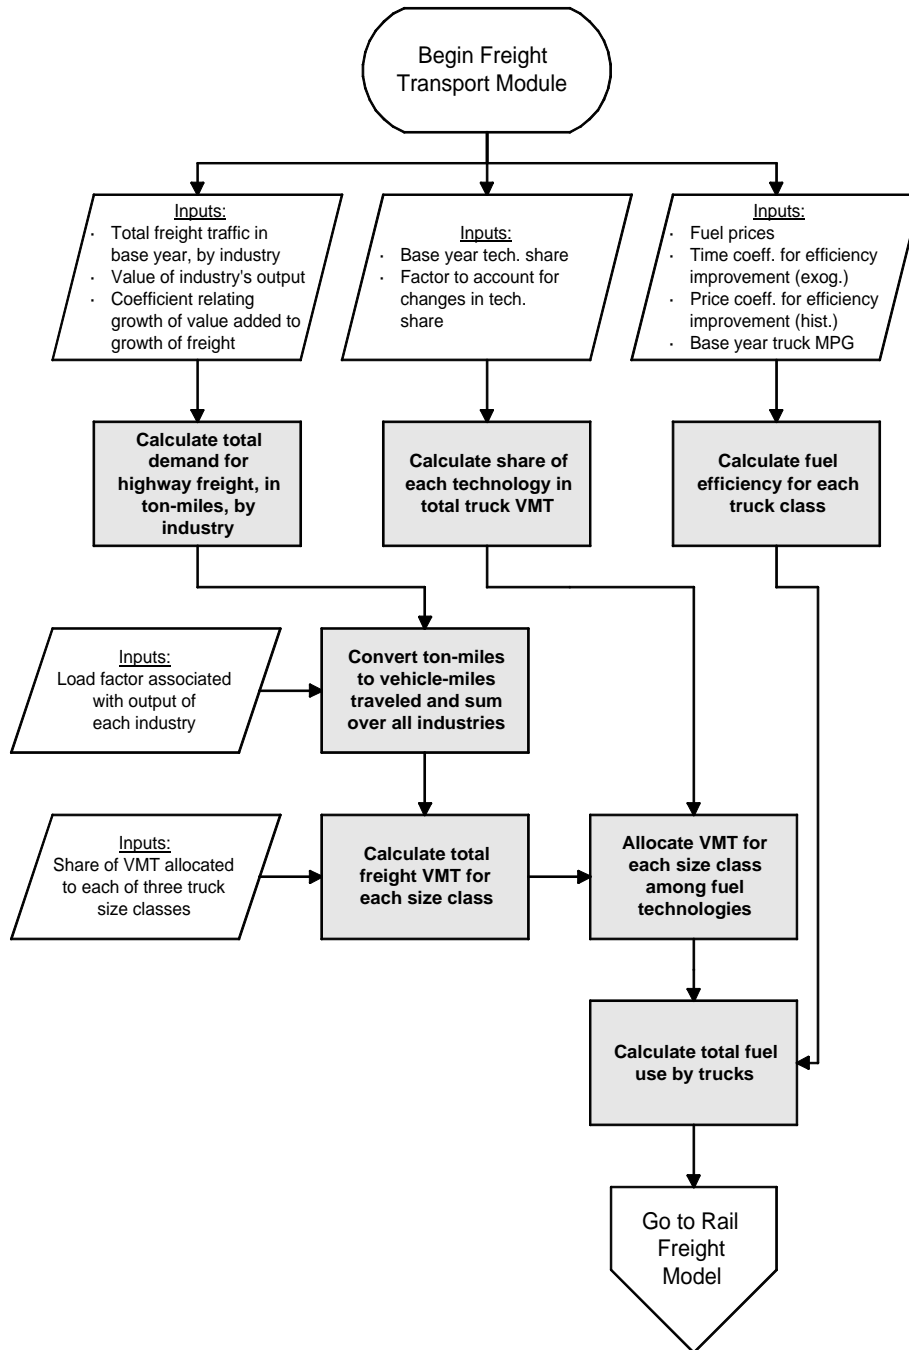 Begin Freight
Transport Module
Inputs:
· Total freight traffic in
base year, by industry
· Value of industry's output
· Coefficient relating
growth of value added to
growth of freight
Inputs:
· Base year tech. share
· Factor to account for
changes in tech.
share
Inputs:
· Fuel prices
· Time coeff. for efficiency
improvement (exog.)
· Price coeff. for efficiency
improvement (hist.)
· Base year truck MPG
Calculate total
demand for
highway freight, in
ton-miles, by
industry
Calculate share of
each technology in
total truck VMT
Calculate fuel
efficiency for each
truck class
Inputs:
Load factor associated
with output of
each industry
Convert ton-miles
to vehicle-miles
traveled and sum
over all industries
Inputs:
Share of VMT allocated
to each of three truck
size classes
Calculate total
freight VMT for
each size class
Allocate VMT for
each size class
among fuel
technologies
Calculate total fuel
use by trucks
Go to Rail
Freight
Model